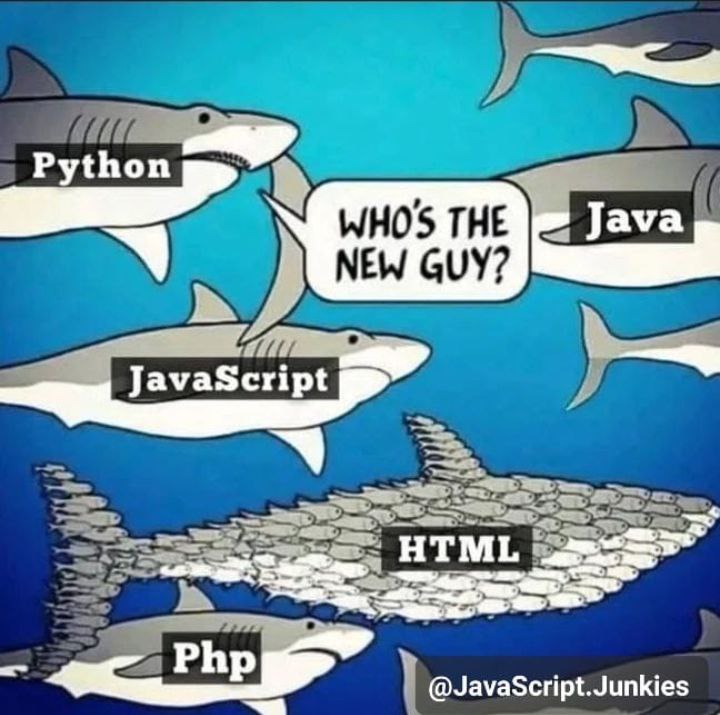 Python
WHO'S THE
NEW GUY?
Java
JavaScript
HTML
Php
@JavaScript.Junkies